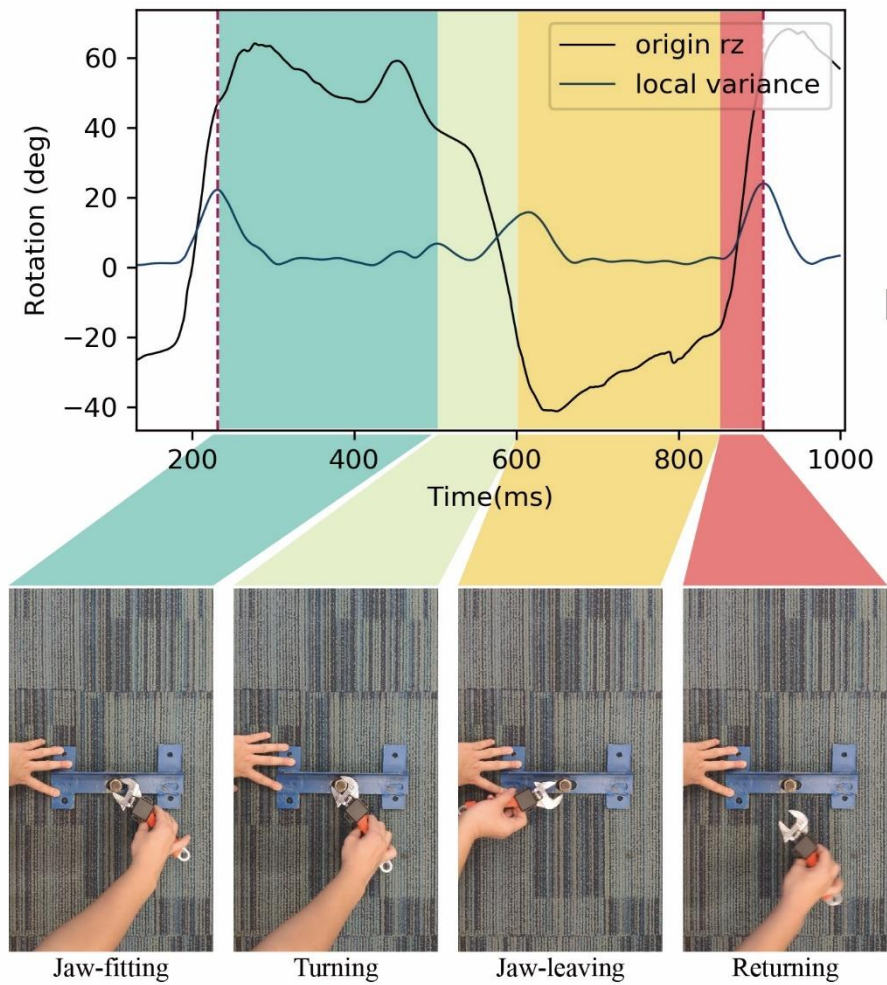 60
40
20
0
−20
−40
Rotation (deg)
origin rz
local variance
200 400 600 800 1000
Time(ms)
Jaw-fitting Turning Jaw-leaving Returning